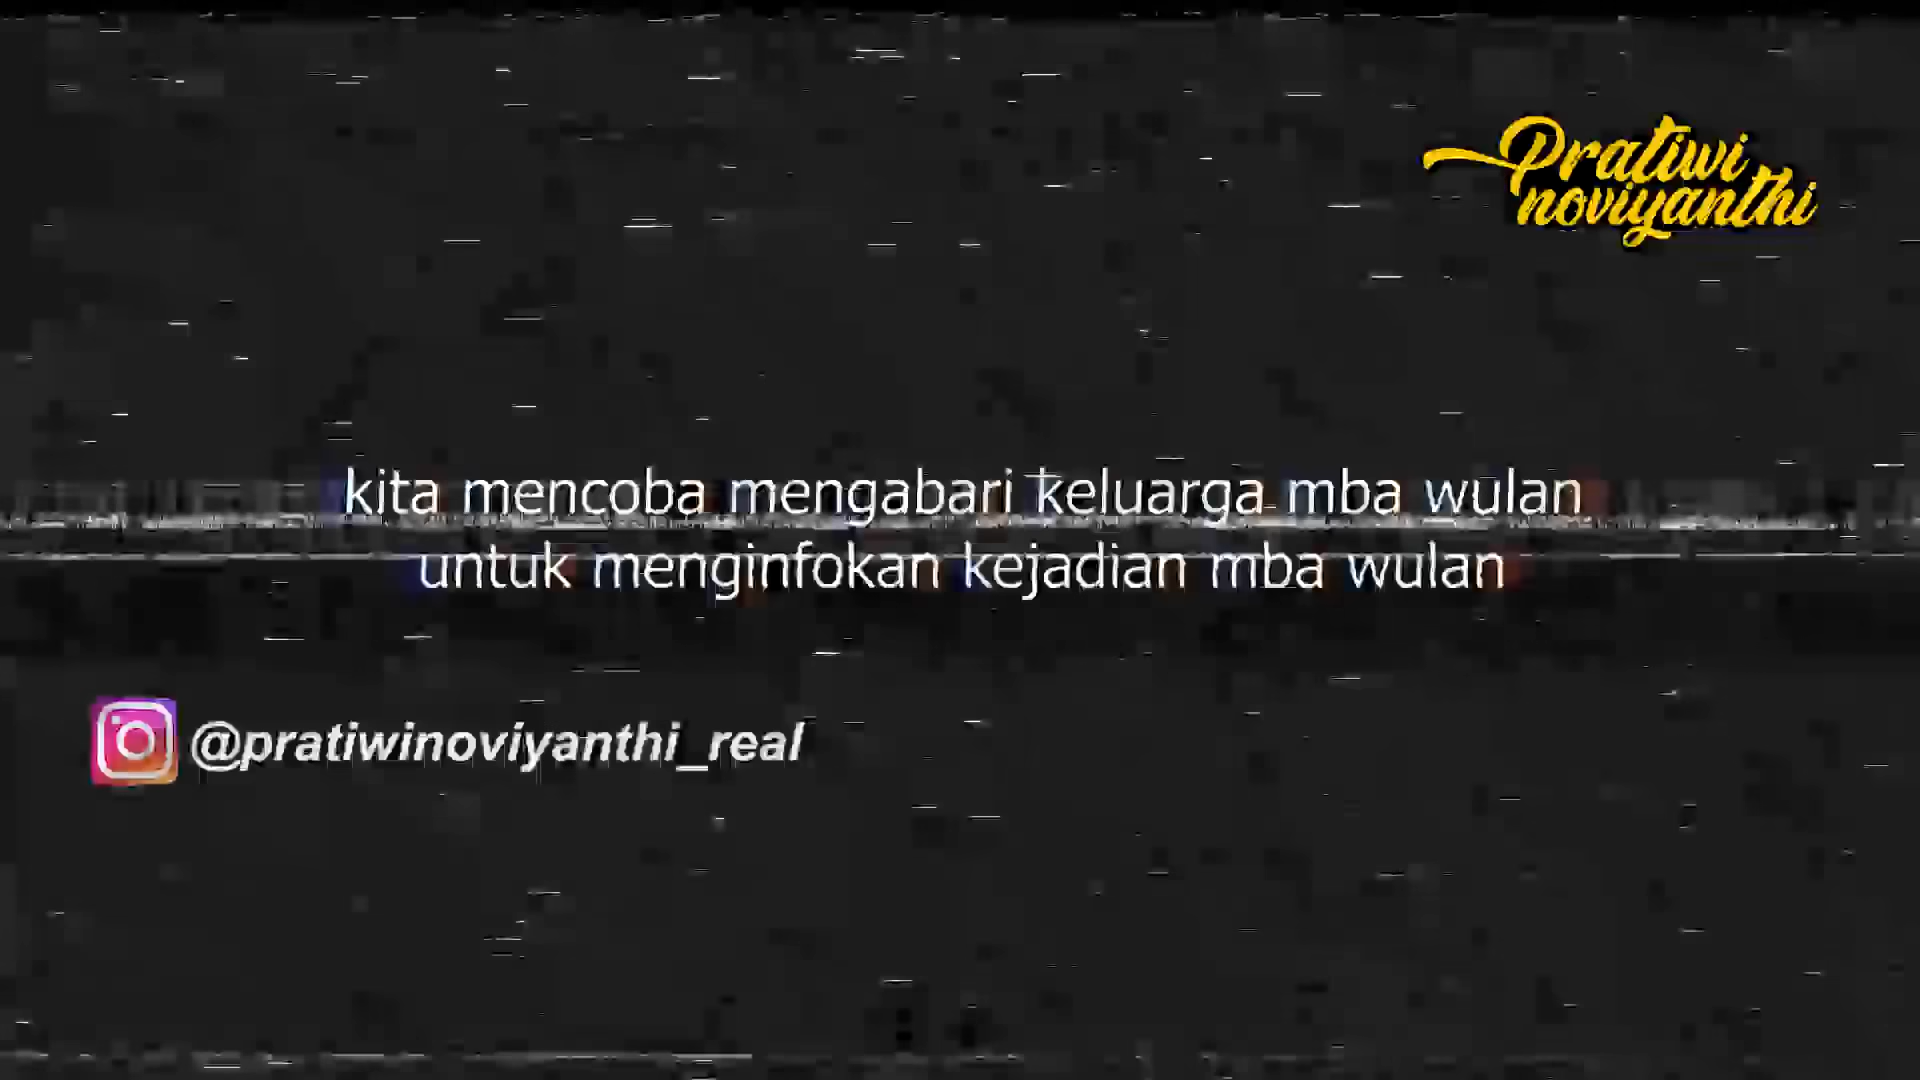 Pratiwi
noviyanthi
kita mencoba mengabari keluarga mba wulan
untuk menginfokan kejadian mba wulan
@pratiwinoviyanthi_real